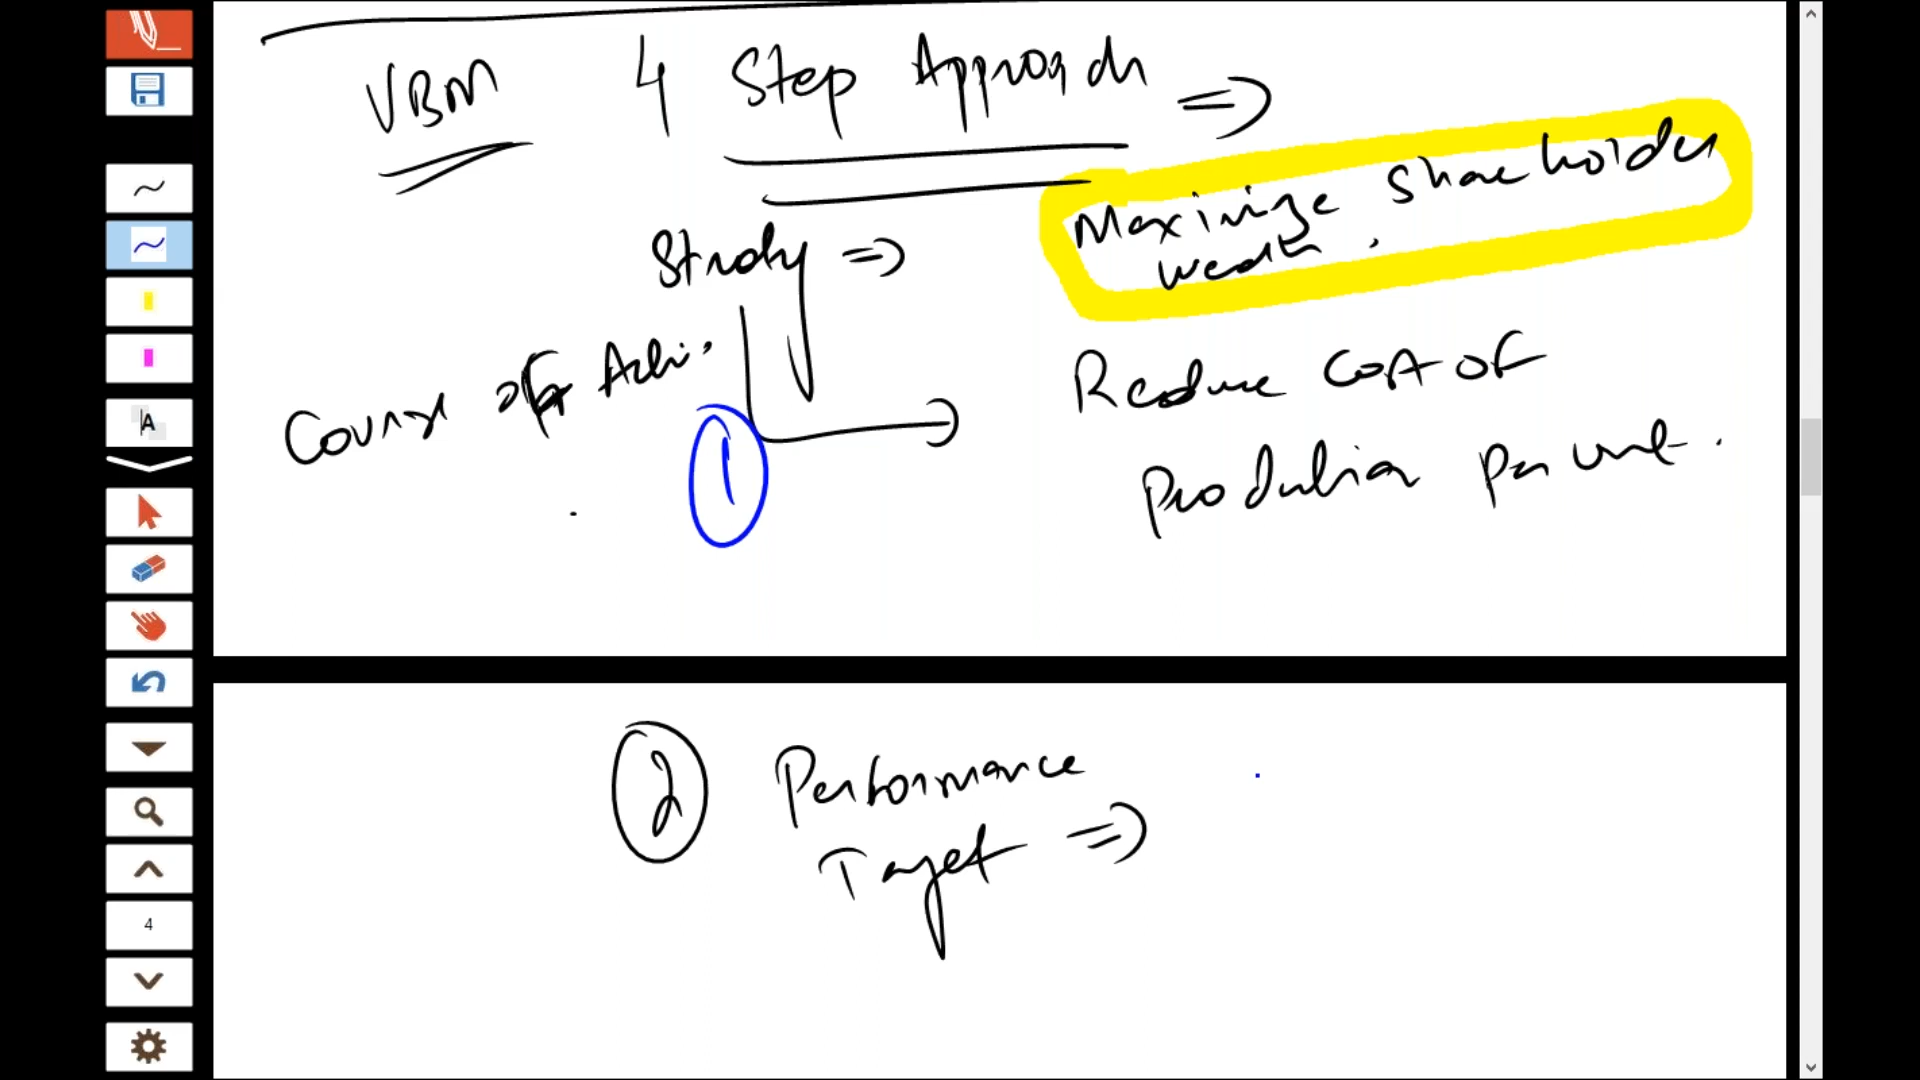 VBM 4 Step Approach =>
Maximize Shareholder
wealth.
Strategy =>
Course of Acti.
1
Reduce Cost of
Production per unit.
2 Performance
Target =>
A
4